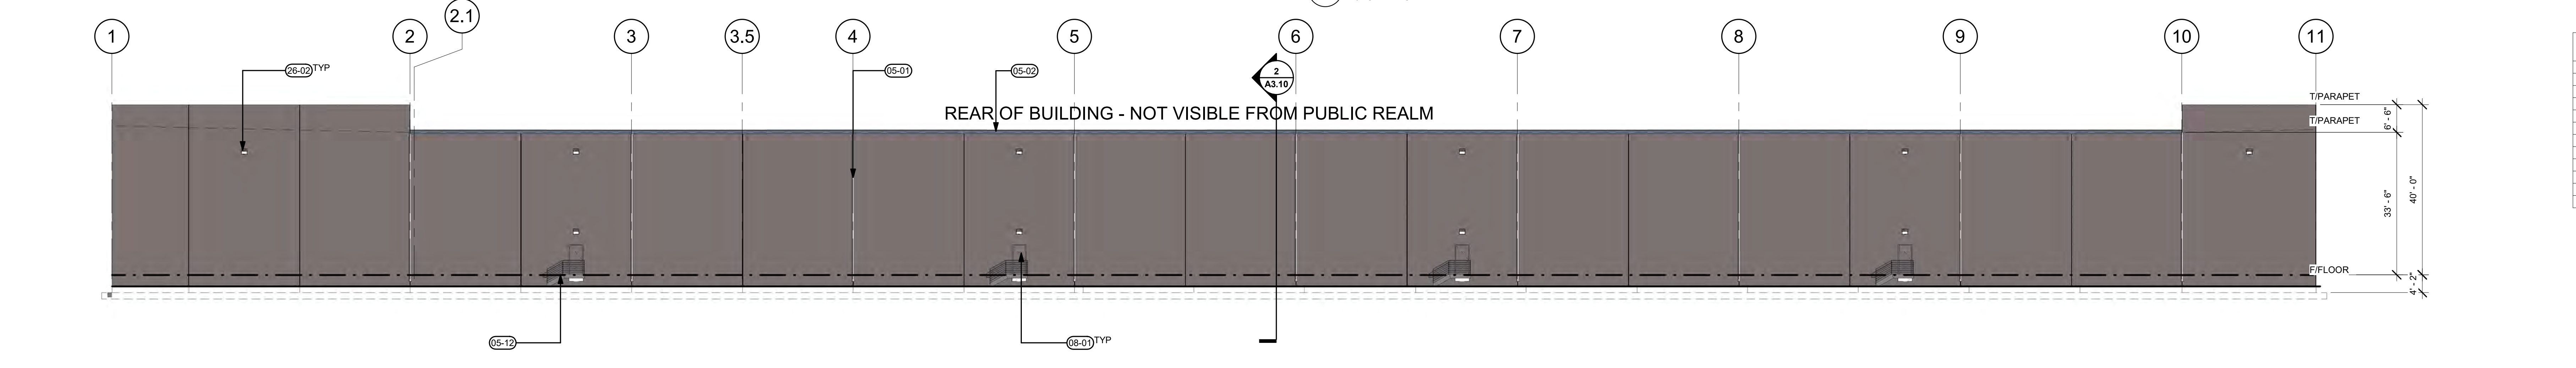 2.1
1
2
3
3.5
4
5
6
7
8
9
10
11
26-02 TYP
05-01
05-02
2
A3.10
REAR OF BUILDING - NOT VISIBLE FROM PUBLIC REALM
T/PARAPET
T/PARAPET
6' - 6"
33' - 6"
40' - 0"
F/FLOOR
4' - 2"
05-12
08-01 TYP